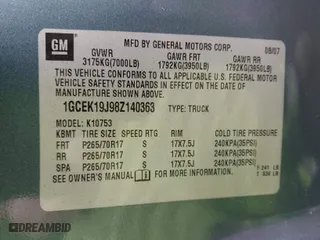 GM
MFD BY GENERAL MOTORS CORP. 08/07
GVWR GAWR FRT GAWR RR
3175KG(7000LB) 1792KG(3950LB) 1792KG(3950LB)
THIS VEHICLE CONFORMS TO ALL APPLICABLE U.S. FEDERAL
MOTOR VEHICLE SAFETY STANDARDS IN EFFECT ON THE DATE OF
MANUFACTURE SHOWN ABOVE.
1GCEK19J98Z140363 TYPE: TRUCK
MODEL: K10753
KBMT TIRE SIZE SPEED RTG RIM COLD TIRE PRESSURE
FRT P265/70R17 S 17X7.5J 240KPA(35PSI)
RR P265/70R17 S 17X7.5J 240KPA(35PSI)
SPA P265/70R17 S 17X7.5J 240KPA(35PSI)
SEE OWNER'S MANUAL FOR MORE INFORMATION.
© DREAMBID